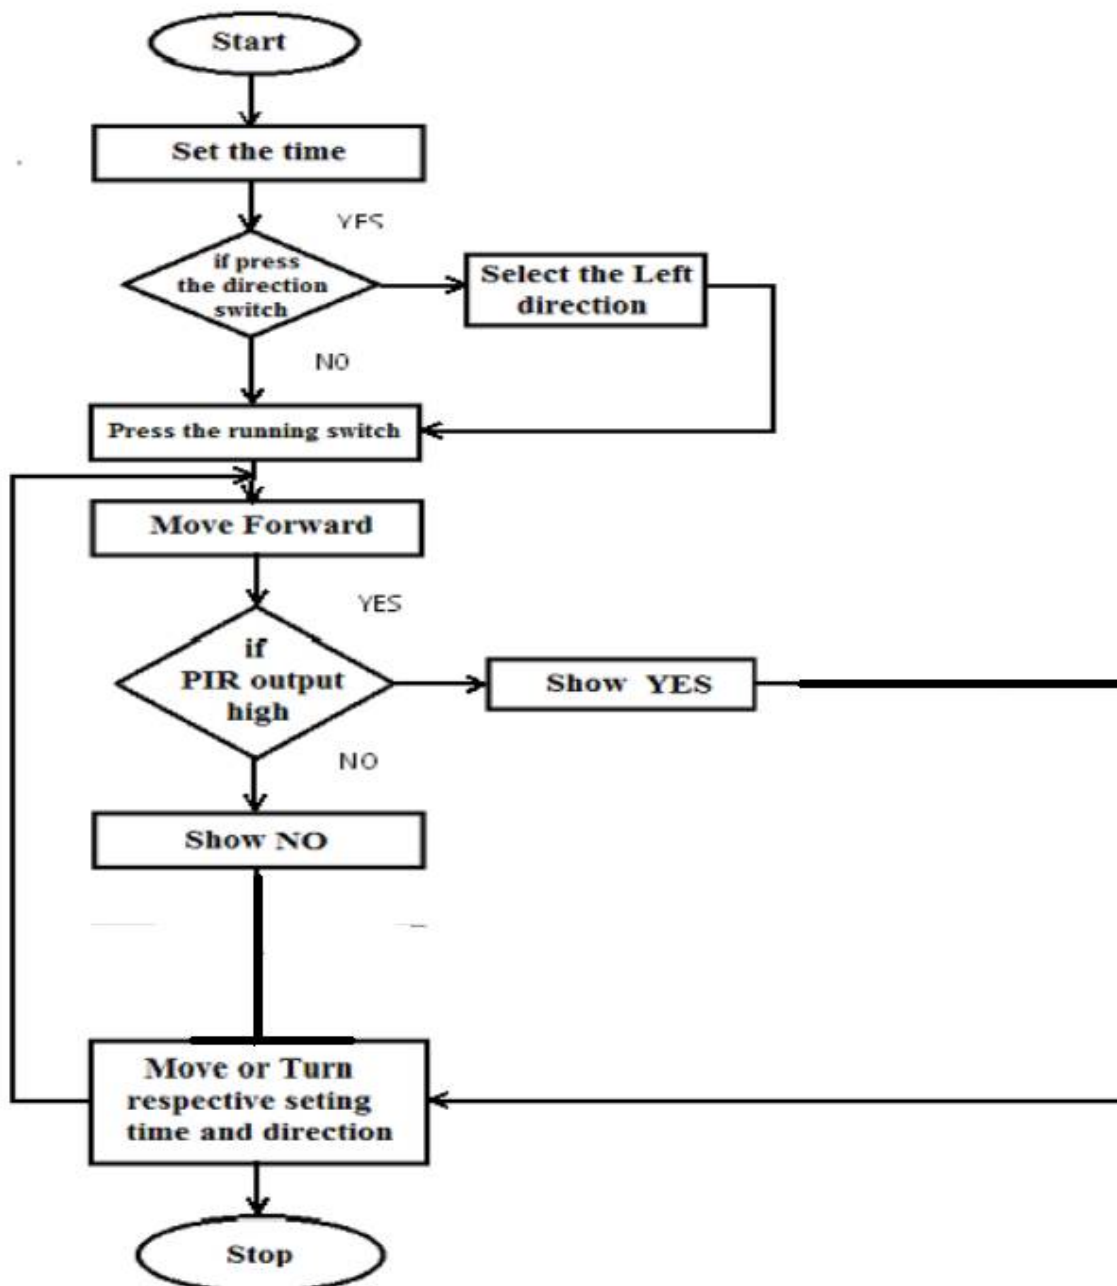 Start
Set the time
YES
if press
the direction
switch
Select the Left
direction
N0
Press the running switch
Move Forward
YES
if
PIR output
high
Show YES
NO
Show NO
Move or Turn
respective seting
time and direction
Stop